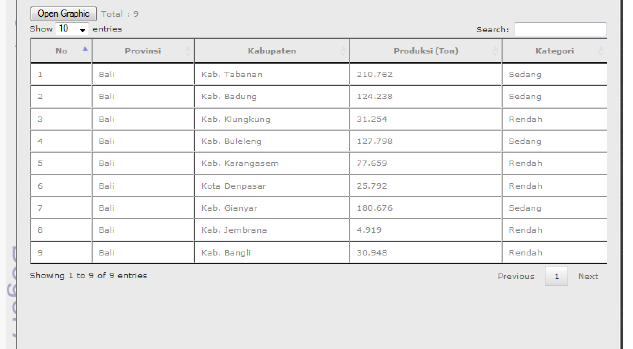 Open Graphic Total : 9
Show 10 entries Search:
No Provinsi Kabupaten Produksi (Ton) Kategori
1 Bali Kab. Tabanan 210.762 Sedang
2 Bali Kab. Badung 124.238 Sedang
3 Bali Kab. Klungkung 31.254 Rendah
4 Bali Kab. Buleleng 127.798 Sedang
5 Bali Kab. Karangasem 77.659 Rendah
6 Bali Kota Denpasar 25.792 Rendah
7 Bali Kab. Gianyar 180.676 Sedang
8 Bali Kab. Jembrana 4.919 Rendah
9 Bali Kab. Bangli 30.948 Rendah
Showing 1 to 9 of 9 entries Previous 1 Next